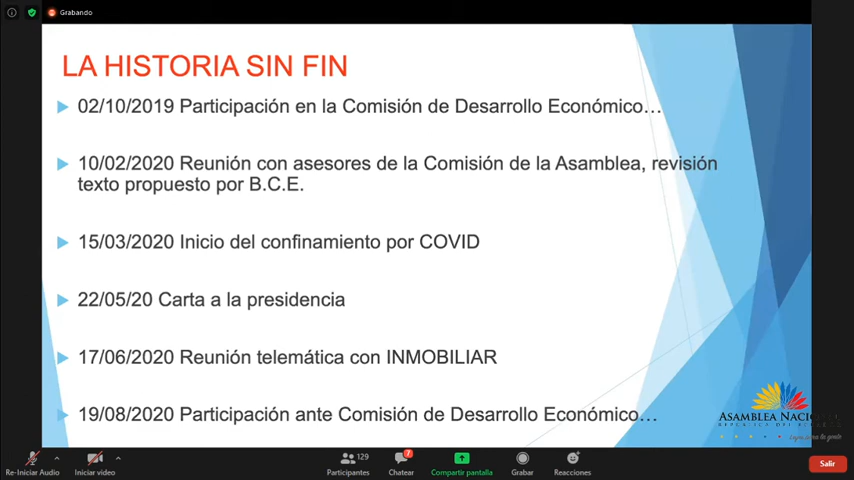 Grabando
LA HISTORIA SIN FIN
02/10/2019 Participación en la Comisión de Desarrollo Económico...
10/02/2020 Reunión con asesores de la Comisión de la Asamblea, revisión
texto propuesto por B.C.E.
15/03/2020 Inicio del confinamiento por COVID
22/05/20 Carta a la presidencia
17/06/2020 Reunión telemática con INMOBILIAR
19/08/2020 Participación ante Comisión de Desarrollo Económico...
ASAMBLEA
129
7
Re-Iniciar Audio
Iniciar video
Participantes
Chatear
Compartir pantalla
Grabar
Reacciones
Salir